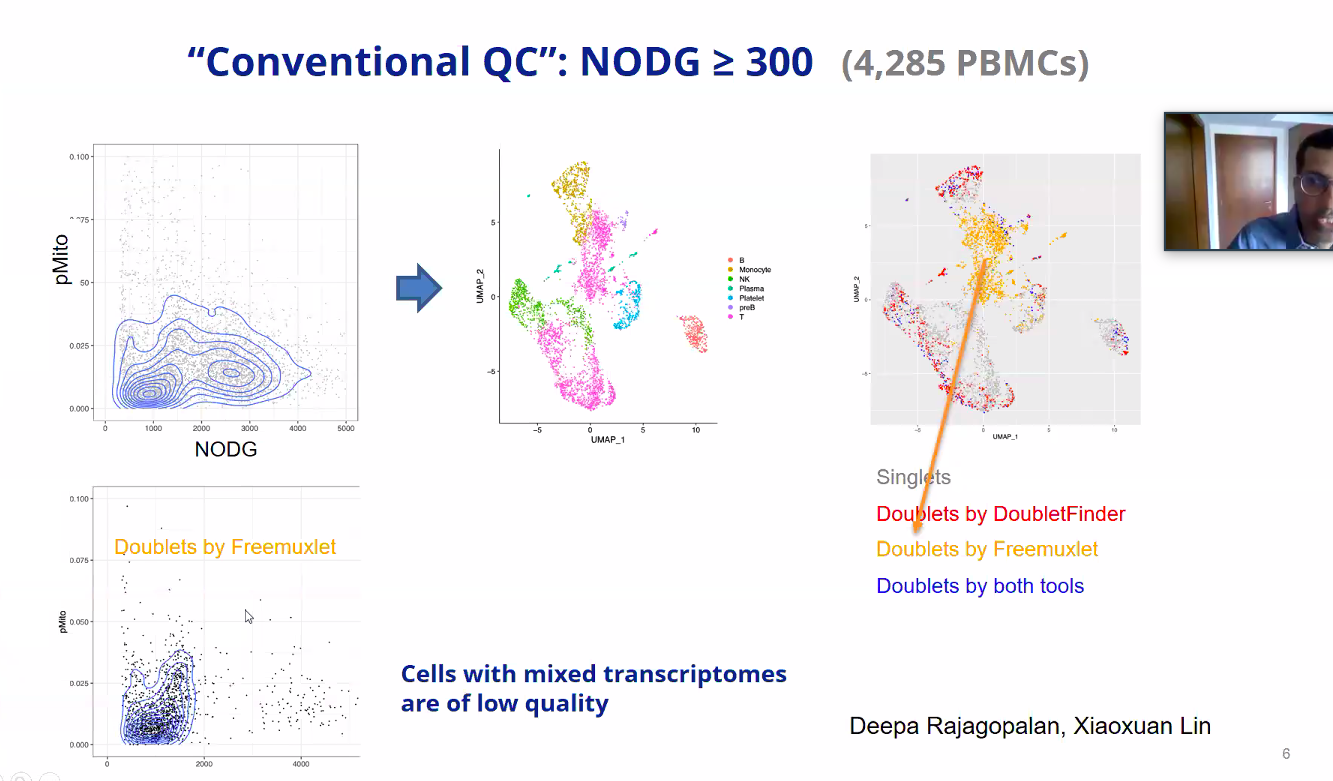 “Conventional QC”: NODG ≥ 300 (4,285 PBMCs)
0.100
75
50
0.025
0.000
pMito
0 1000 2000 3000 4000 5000
NODG
5
0
−5
UMAP_2
−5 0 5 10
UMAP_1
B
Monocyte
NK
Plasma
Platelet
preB
T
5
0
−5
UMAP_2
−5 0 5 10
UMAP_1
Singlets
Doublets by DoubletFinder
Doublets by Freemuxlet
Doublets by both tools
0.100
0.075
0.050
0.025
0.000
pMito
Doublets by Freemuxlet
0 2000 4000
Cells with mixed transcriptomes
are of low quality
Deepa Rajagopalan, Xiaoxuan Lin
6